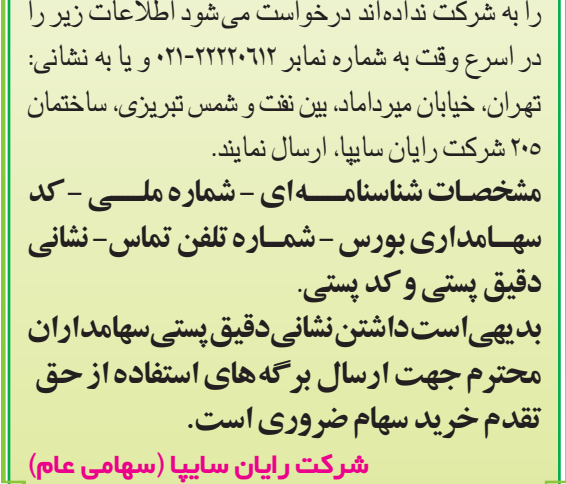 را به شرکت نداده‌اند درخواست می‌شود اطلاعات زیر را
در اسرع وقت به شماره نمابر ۲۲۲۲۰۶۱۲-۰۲۱ و یا به نشانی:
تهران، خیابان میرداماد، بین نفت و شمس تبریزی، ساختمان
۲۰۵ شرکت رایان سایپا، ارسال نمایند.
مشخصات شناسنامه‌ای - شماره ملی - کد
سهامداری بورس - شماره تلفن تماس - نشانی
دقیق پستی و کد پستی.
بدیهی است داشتن نشانی دقیق پستی سهامداران
محترم جهت ارسال برگه‌های استفاده از حق
تقدم خرید سهام ضروری است.
شرکت رایان سایپا (سهامی عام)